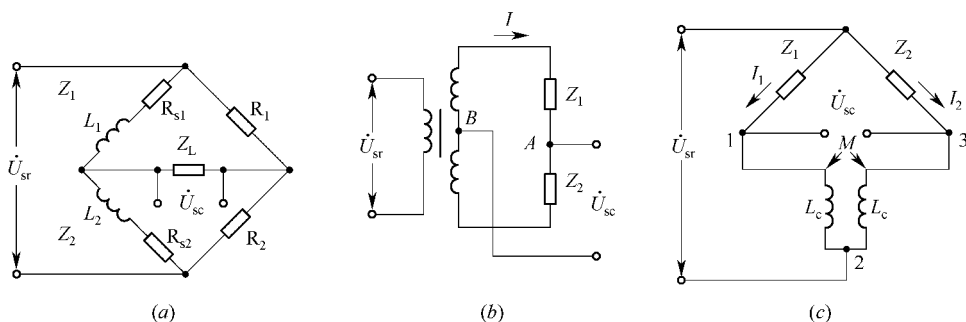 U̇sr
Z1
L1
Rs1
R1
ZL
U̇sc
L2
Z2
Rs2
R2
(a)
I
U̇sr
B
Z1
A
Z2
U̇sc
(b)
U̇sr
Z1
Z2
I1
I2
U̇sc
1
3
Ṁ
Lc
Lc
2
(c)